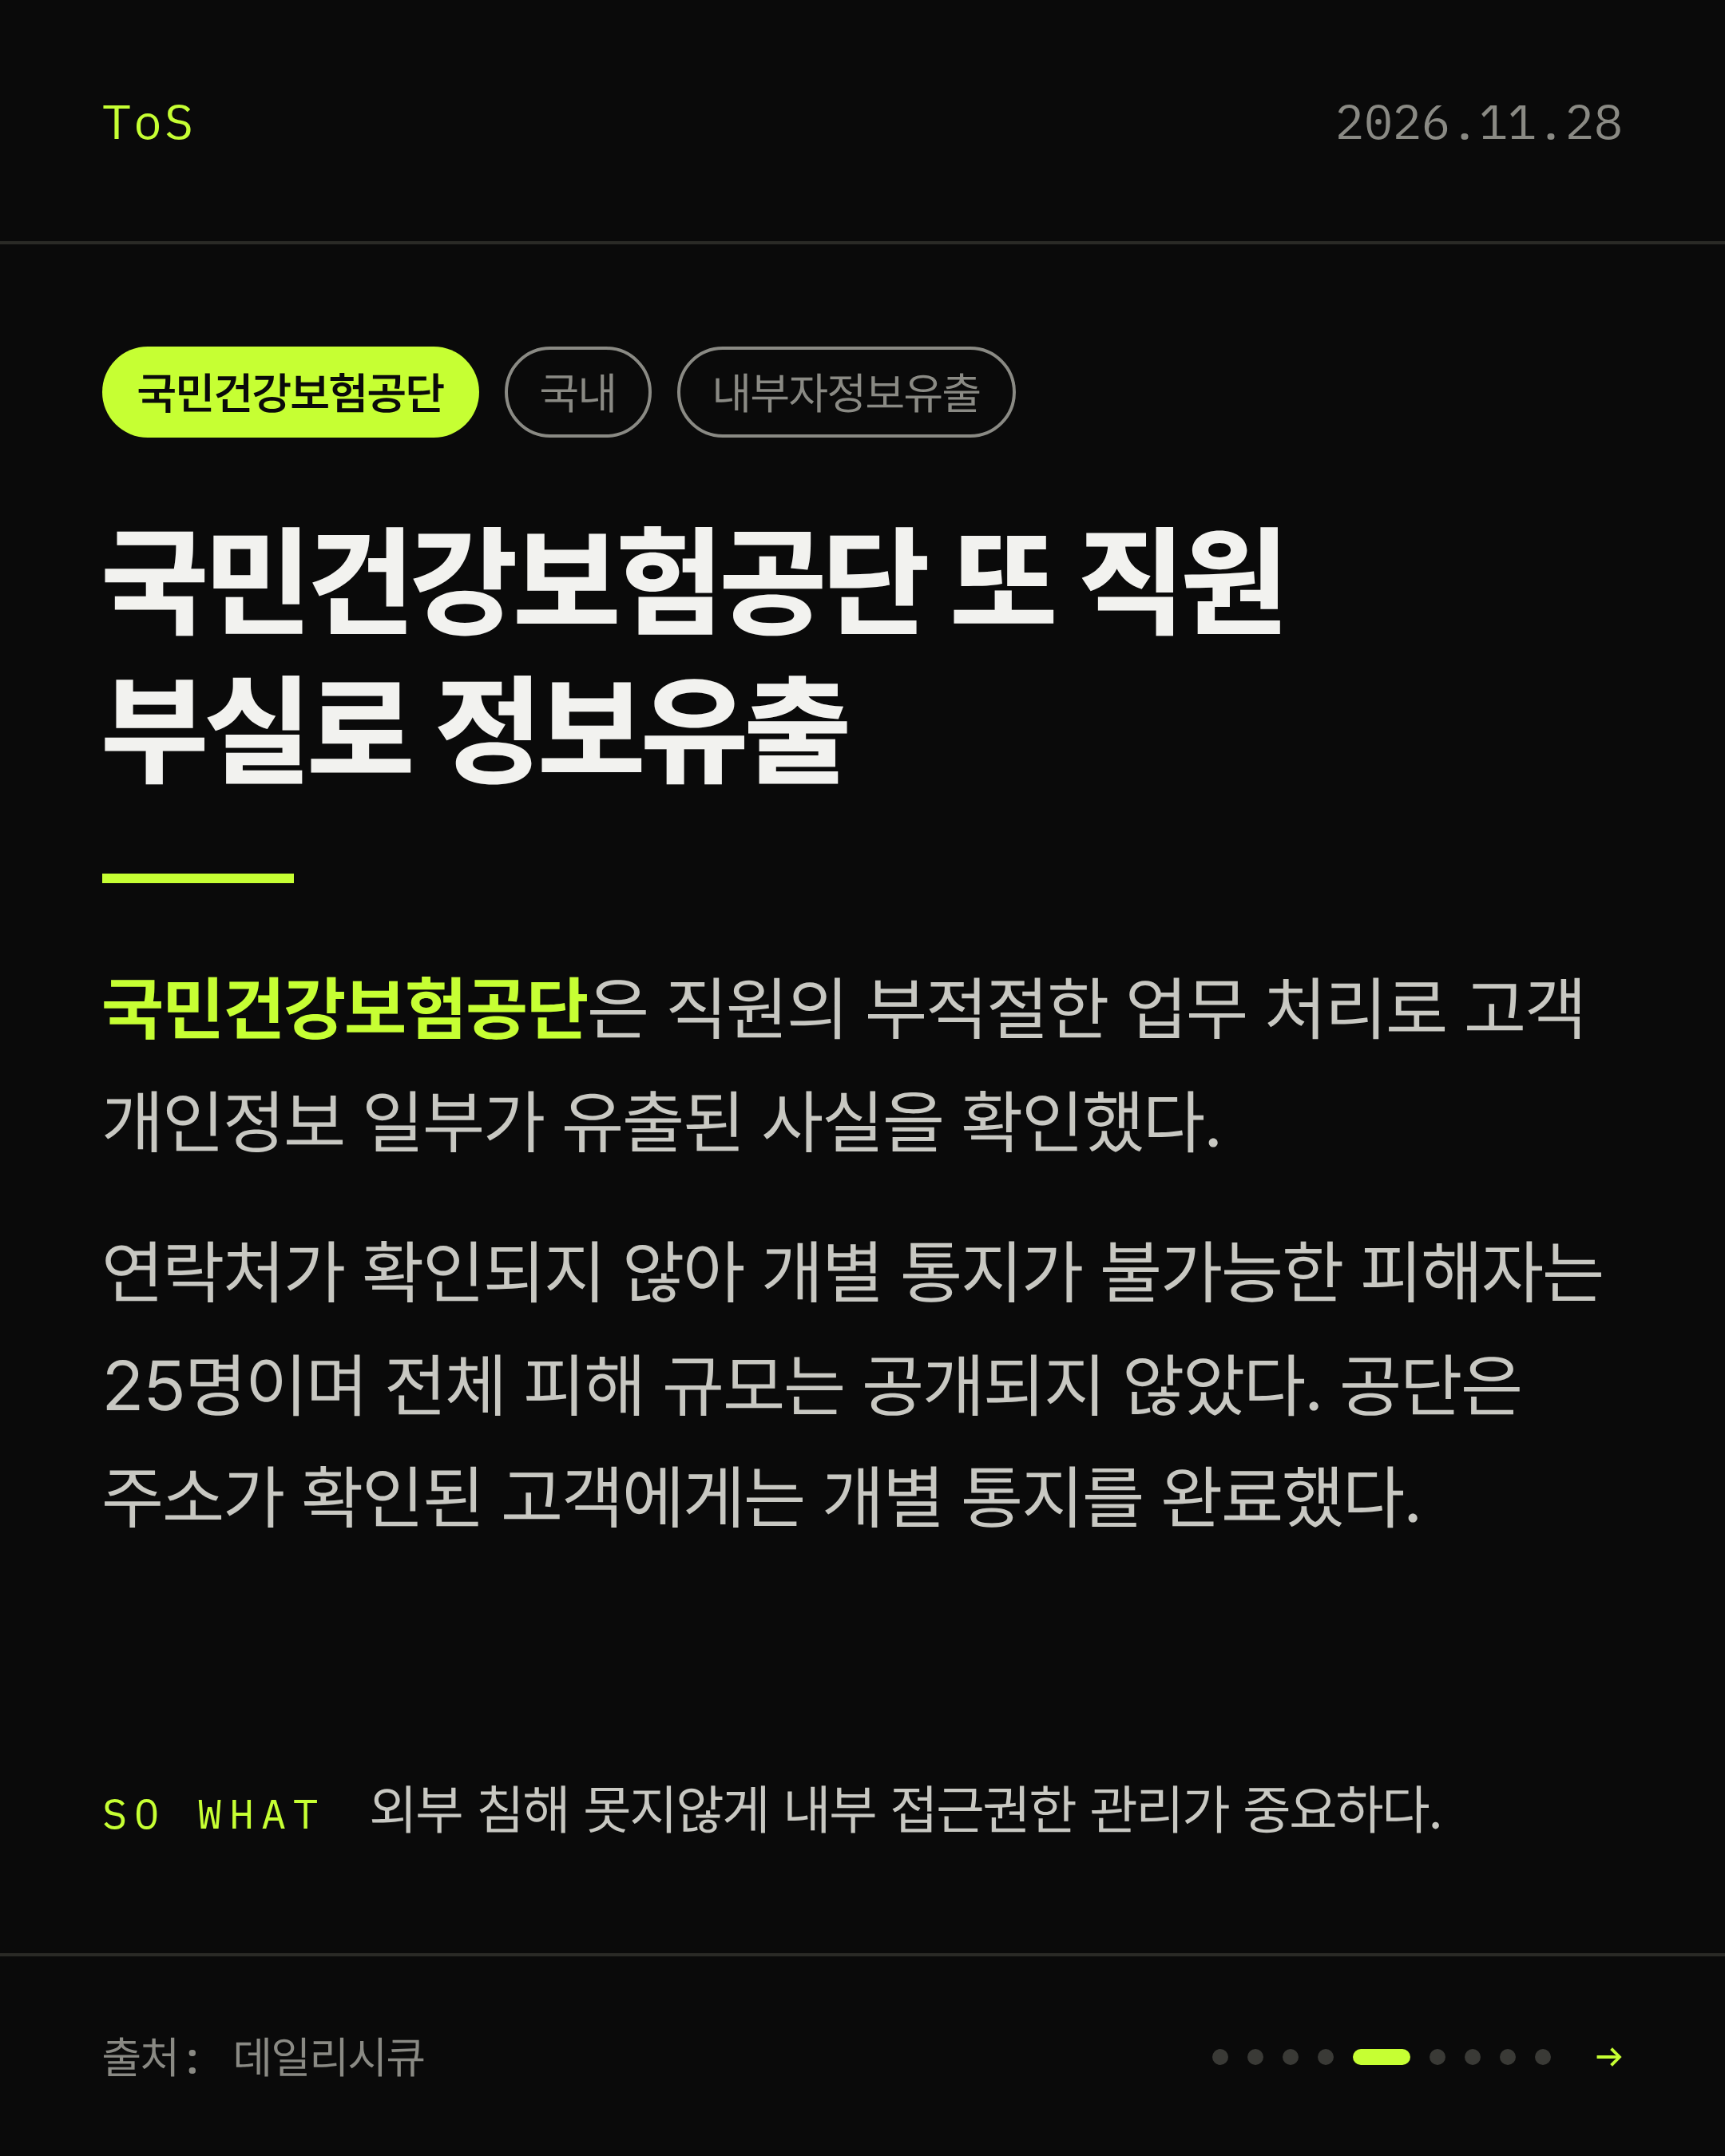 ToS
2026.11.28
국민건강보험공단
국내
내부자정보유출
국민건강보험공단 또 직원
부실로 정보유출
국민건강보험공단은 직원의 부적절한 업무 처리로 고객
개인정보 일부가 유출된 사실을 확인했다.
연락처가 확인되지 않아 개별 통지가 불가능한 피해자는
25명이며 전체 피해 규모는 공개되지 않았다. 공단은
주소가 확인된 고객에게는 개별 통지를 완료했다.
SO WHAT 외부 침해 못지않게 내부 접근권한 관리가 중요하다.
출처: 데일리시큐
→